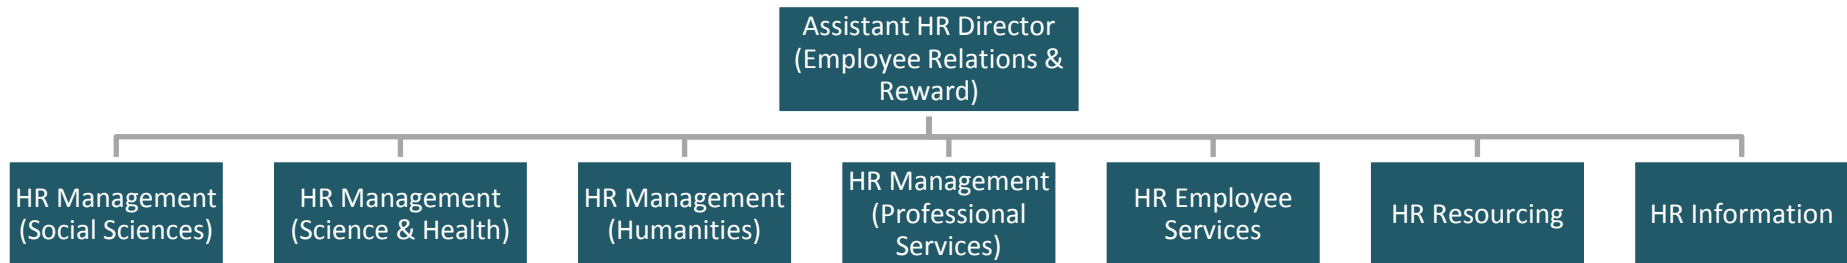 Assistant HR Director
(Employee Relations &
Reward)
HR Management
(Social Sciences)
HR Management
(Science & Health)
HR Management
(Humanities)
HR Management
(Professional
Services)
HR Employee
Services
HR Resourcing
HR Information